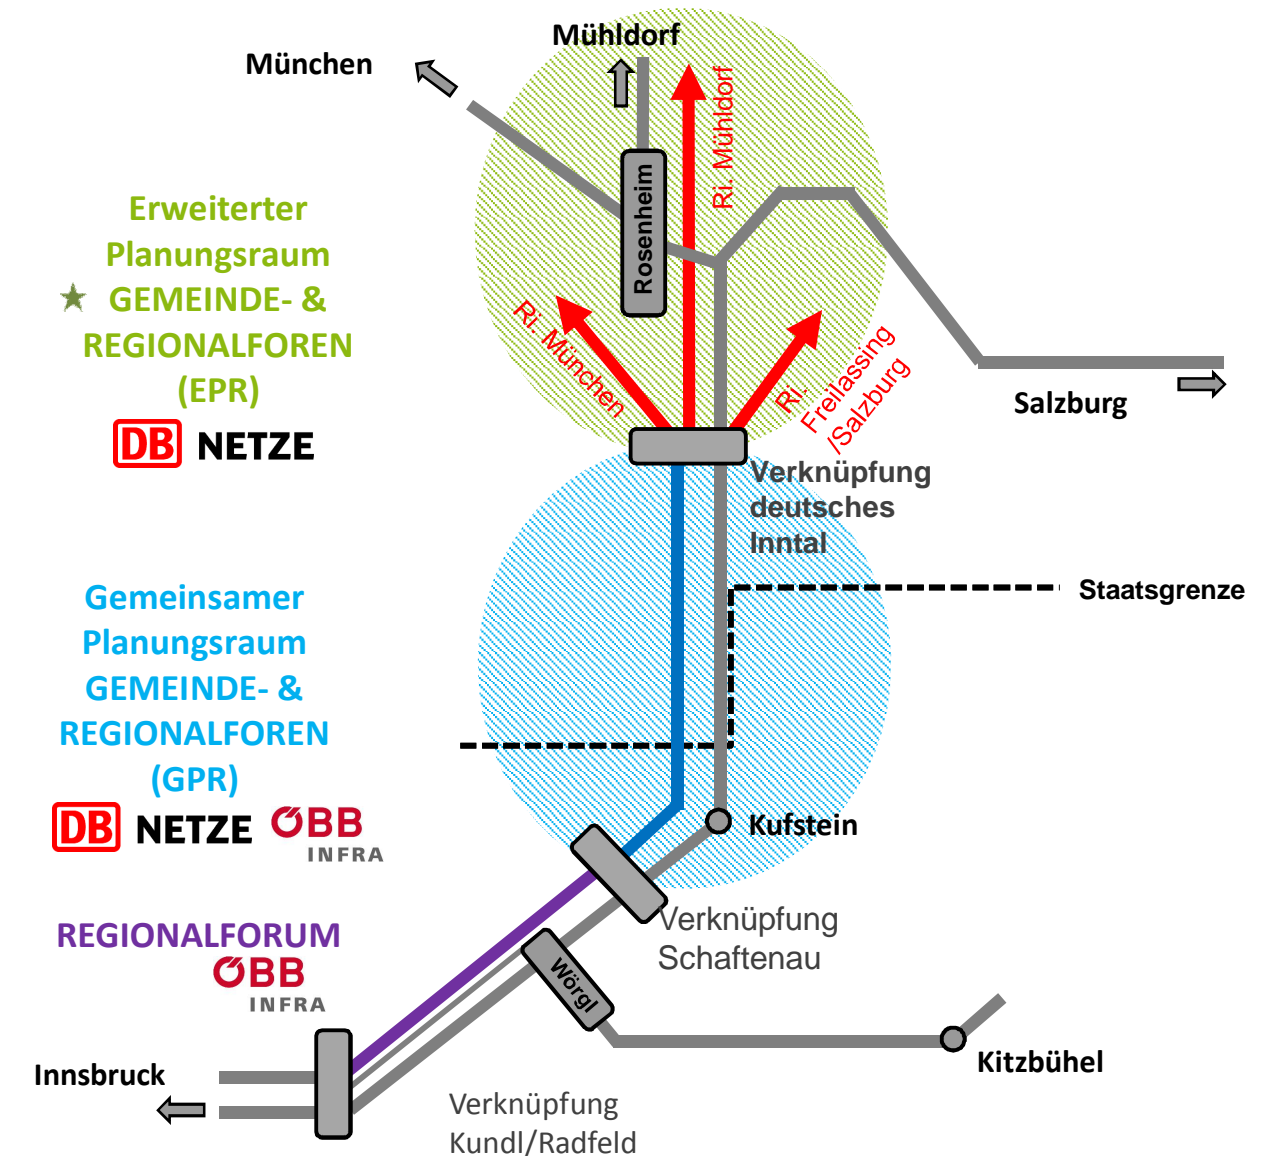 Mühldorf
München
Ri. Mühldorf
Rosenheim
Erweiterter
Planungsraum
GEMEINDE- &
REGIONALFOREN
(EPR)
DB NETZE
Ri. München
Ri.
Freilassing
/Salzburg
Salzburg
Verknüpfung
deutsches
Inntal
Staatsgrenze
Gemeinsamer
Planungsraum
GEMEINDE- &
REGIONALFOREN
(GPR)
DB NETZE
ÖBB
INFRA
Kufstein
Verknüpfung
Schaftenau
REGIONALFORUM
ÖBB
INFRA
Wörgl
Innsbruck
Kitzbühel
Verknüpfung
Kundl/Radfeld